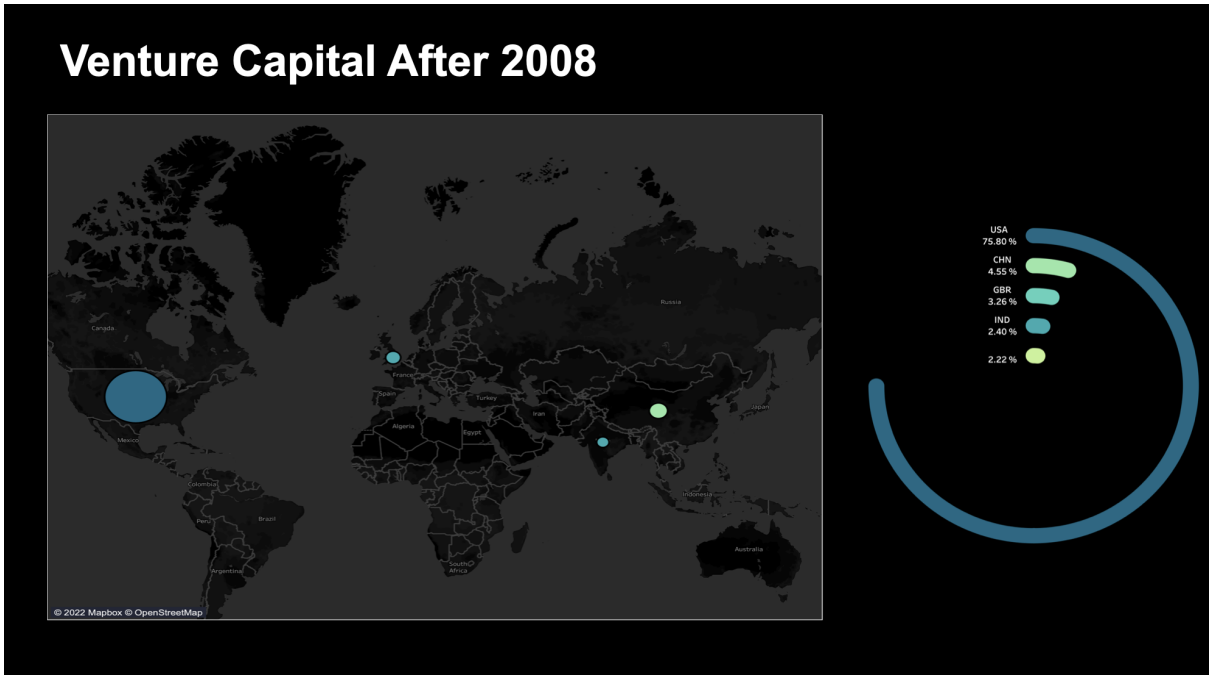 Venture Capital After 2008
Canada
Russia
France
Spain
Turkey
Japan
Iran
Algeria
Egypt
Mexico
Colombia
Indonesia
Peru
Brazil
Australia
South
Africa
Argentina
© 2022 Mapbox © OpenStreetMap
USA
75.80 %
CHN
4.55 %
GBR
3.26 %
IND
2.40 %
2.22 %